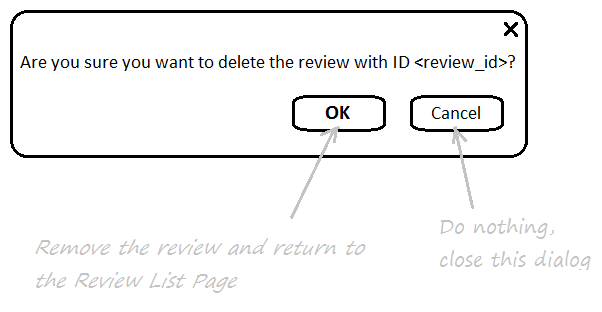 Are you sure you want to delete the review with ID <review_id>?
OK
Cancel
Remove the review and return to
the Review List Page
Do nothing,
close this dialog